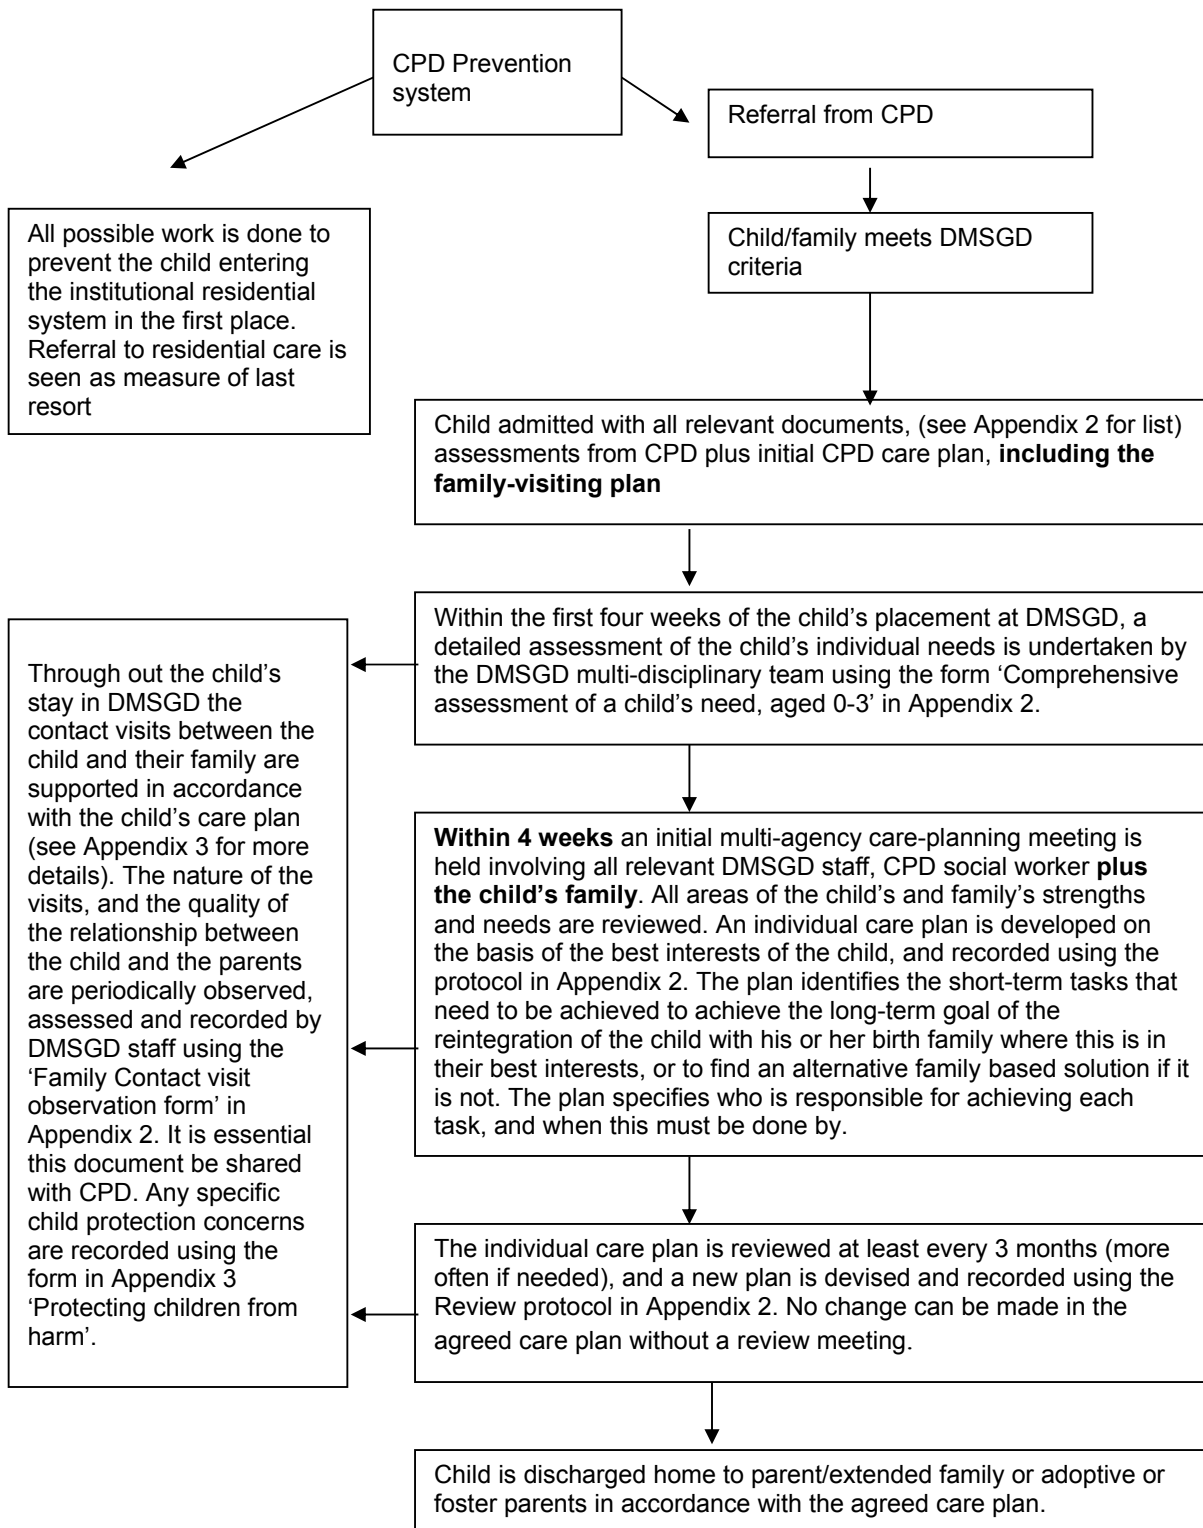 CPD Prevention
system
Referral from CPD
All possible work is done to
prevent the child entering
the institutional residential
system in the first place.
Referral to residential care is
seen as measure of last
resort
Child/family meets DMSGD
criteria
Child admitted with all relevant documents, (see Appendix 2 for list)
assessments from CPD plus initial CPD care plan, including the
family-visiting plan
Within the first four weeks of the child’s placement at DMSGD, a
detailed assessment of the child’s individual needs is undertaken by
the DMSGD multi-disciplinary team using the form ‘Comprehensive
assessment of a child’s need, aged 0-3’ in Appendix 2.
Through out the child’s
stay in DMSGD the
contact visits between the
child and their family are
supported in accordance
with the child’s care plan
(see Appendix 3 for more
details). The nature of the
visits, and the quality of
the relationship between
the child and the parents
are periodically observed,
assessed and recorded by
DMSGD staff using the
‘Family Contact visit
observation form’ in
Appendix 2. It is essential
this document be shared
with CPD. Any specific
child protection concerns
are recorded using the
form in Appendix 3
‘Protecting children from
harm’.
Within 4 weeks an initial multi-agency care-planning meeting is
held involving all relevant DMSGD staff, CPD social worker plus
the child’s family. All areas of the child’s and family’s strengths
and needs are reviewed. An individual care plan is developed on
the basis of the best interests of the child, and recorded using the
protocol in Appendix 2. The plan identifies the short-term tasks that
need to be achieved to achieve the long-term goal of the
reintegration of the child with his or her birth family where this is in
their best interests, or to find an alternative family based solution if it
is not. The plan specifies who is responsible for achieving each
task, and when this must be done by.
The individual care plan is reviewed at least every 3 months (more
often if needed), and a new plan is devised and recorded using the
Review protocol in Appendix 2. No change can be made in the
agreed care plan without a review meeting.
Child is discharged home to parent/extended family or adoptive or
foster parents in accordance with the agreed care plan.